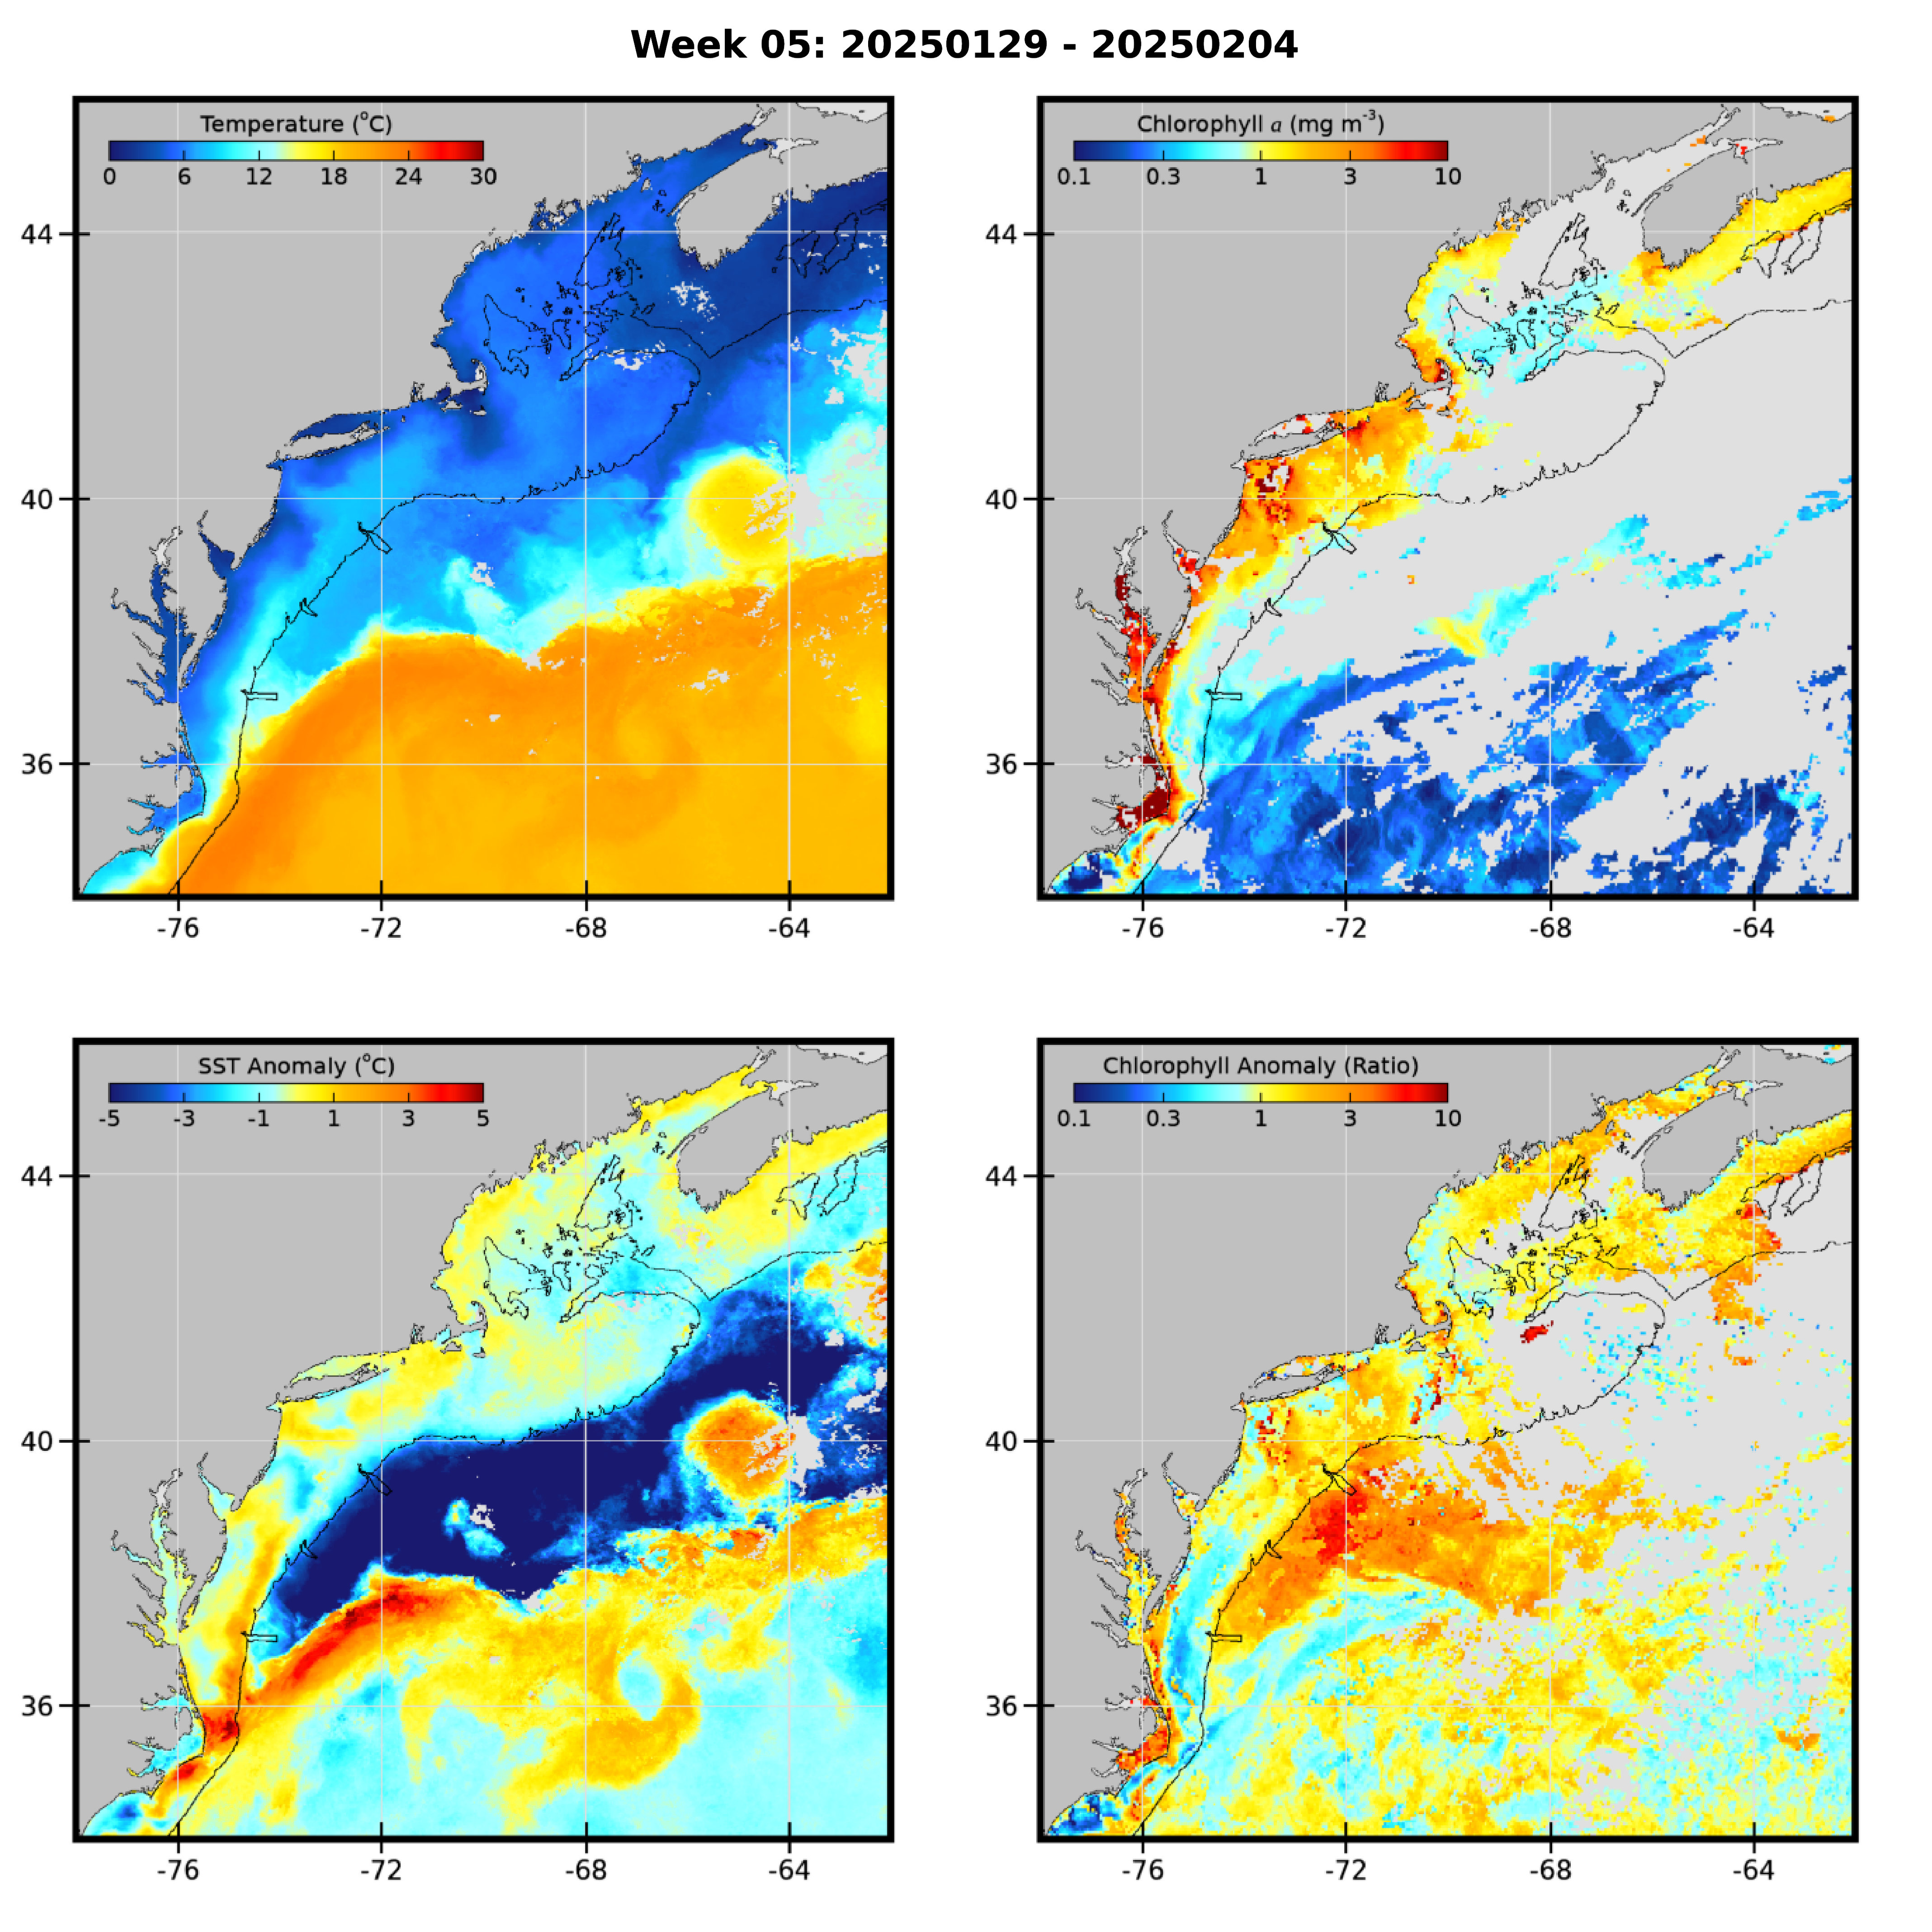 Week 05: 20250129 - 20250204
Temperature (°C)
0 6 12 18 24 30
44
40
36
-76 -72 -68 -64
Chlorophyll a (mg m⁻³)
0.1 0.3 1 3 10
44
40
36
-76 -72 -68 -64
SST Anomaly (°C)
-5 -3 -1 1 3 5
44
40
36
-76 -72 -68 -64
Chlorophyll Anomaly (Ratio)
0.1 0.3 1 3 10
44
40
36
-76 -72 -68 -64